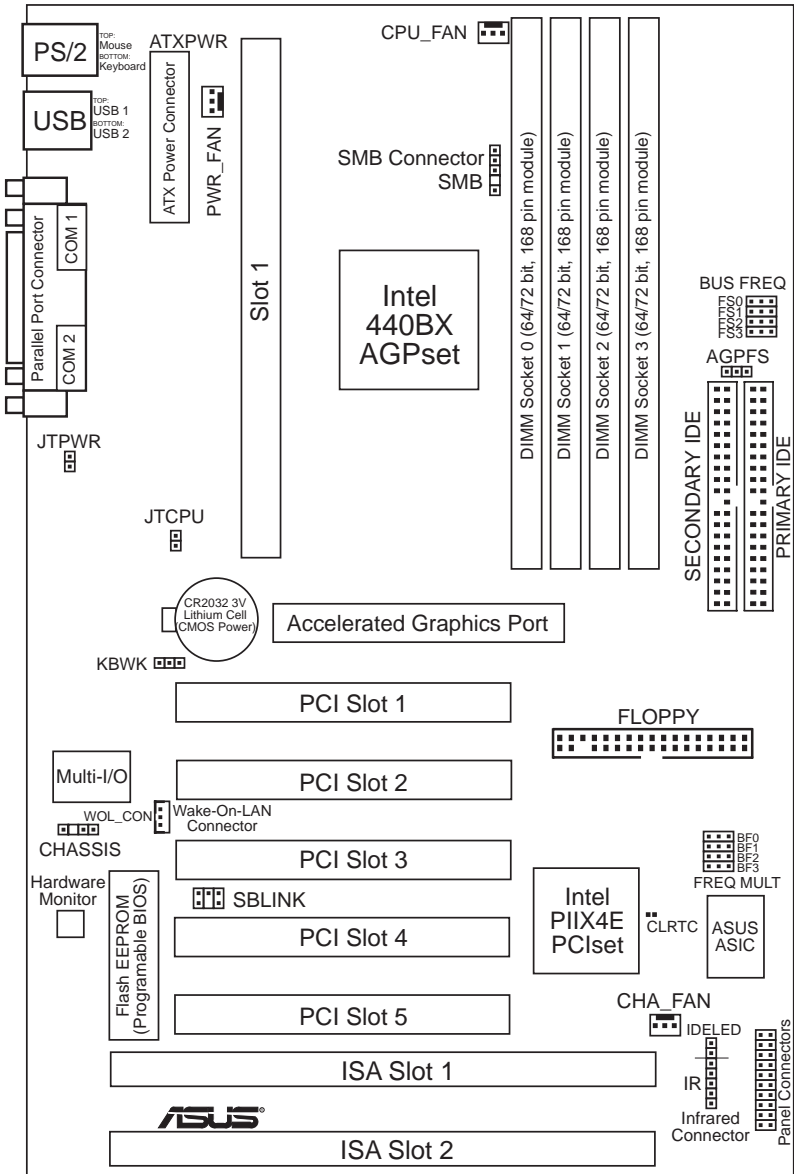 PS/2
TOP:
Mouse
BOTTOM:
Keyboard
ATXPWR
CPU_FAN
USB
TOP:
USB 1
BOTTOM:
USB 2
ATX Power Connector
PWR_FAN
SMB Connector
SMB
Parallel Port Connector
COM 1
COM 2
Slot 1
Intel
440BX
AGPset
DIMM Socket 0 (64/72 bit, 168 pin module)
DIMM Socket 1 (64/72 bit, 168 pin module)
DIMM Socket 2 (64/72 bit, 168 pin module)
DIMM Socket 3 (64/72 bit, 168 pin module)
BUS FREQ
FS0
FS1
FS2
FS3
AGPFS
SECONDARY IDE
PRIMARY IDE
JTPWR
JTCPU
CR2032 3V
Lithium Cell
(CMOS Power)
Accelerated Graphics Port
KBWK
PCI Slot 1
FLOPPY
Multi-I/O
PCI Slot 2
WOL_CON
Wake-On-LAN
Connector
CHASSIS
PCI Slot 3
BF0
BF1
BF2
BF3
FREQ MULT
Hardware
Monitor
Flash EEPROM
(Programable BIOS)
SBLINK
Intel
PIIX4E
PCIset
CLRTC
ASUS
ASIC
PCI Slot 4
PCI Slot 5
CHA_FAN
IDELED
IR
Infrared
Connector
Panel Connectors
ISA Slot 1
ASUS®
ISA Slot 2